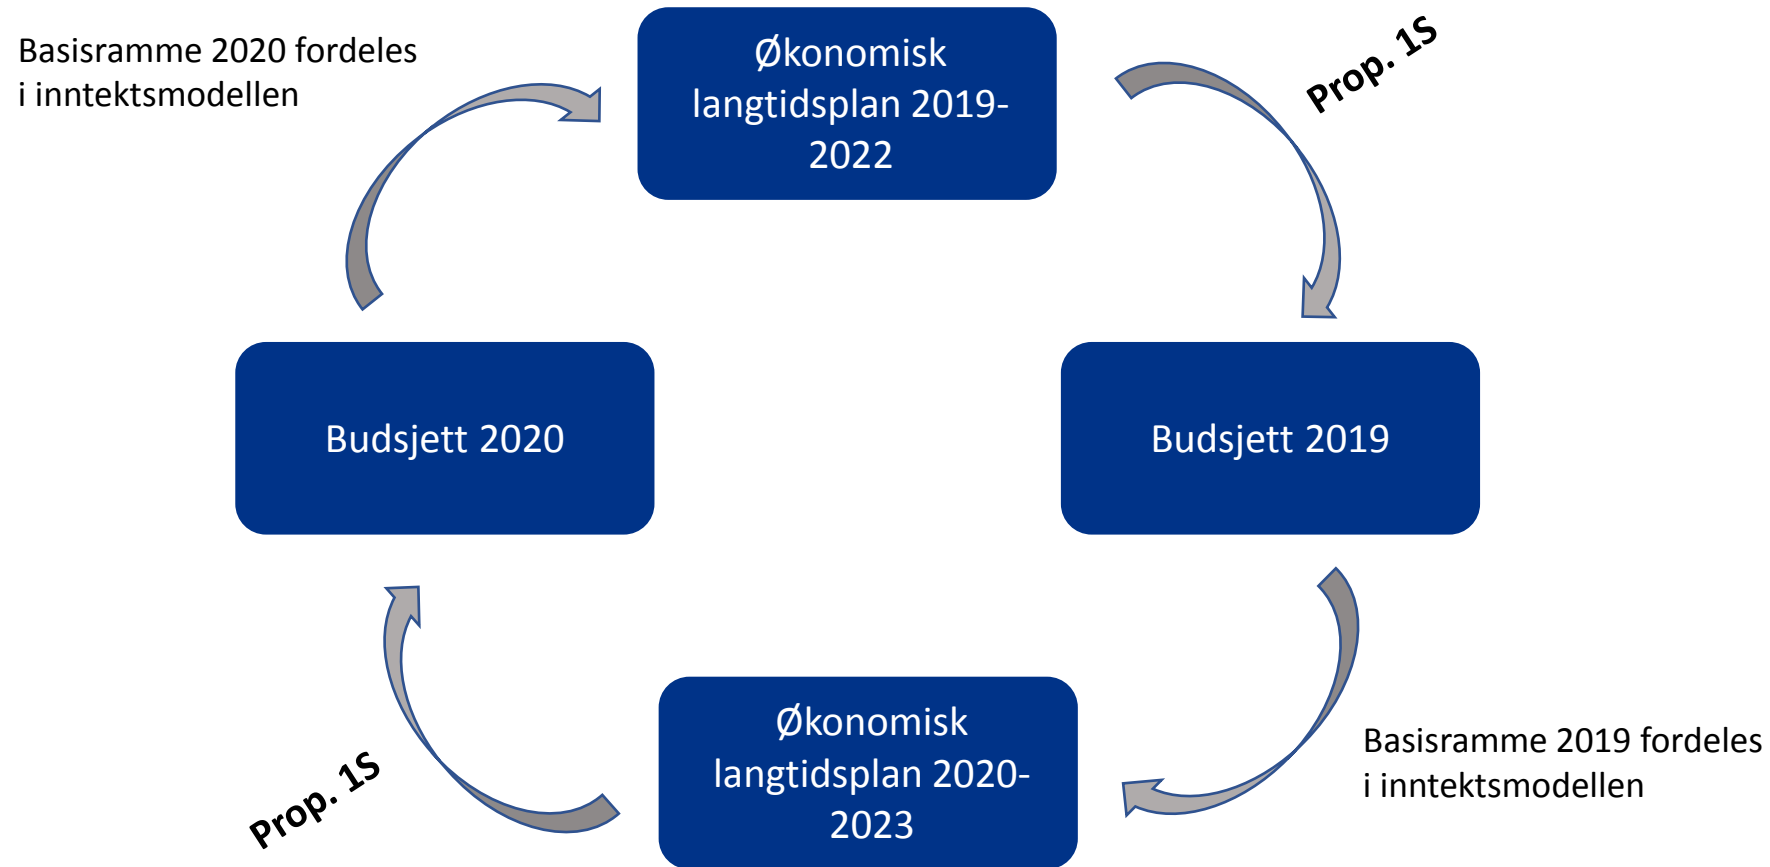 Basisramme 2020 fordeles
i inntektsmodellen
Økonomisk
langtidsplan 2019-
2022
Prop. 1S
Budsjett 2020
Budsjett 2019
Prop. 1S
Økonomisk
langtidsplan 2020-
2023
Basisramme 2019 fordeles
i inntektsmodellen